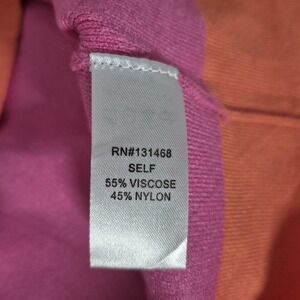 RN#131468
SELF
55% VISCOSE
45% NYLON